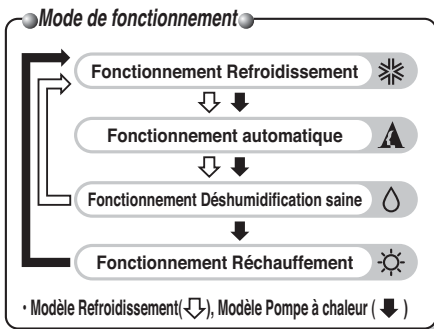 Mode de fonctionnement
Fonctionnement Refroidissement
Fonctionnement automatique
Fonctionnement Déshumidification saine
Fonctionnement Réchauffement
• Modèle Refroidissement(⇩), Modèle Pompe à chaleur (⬇)